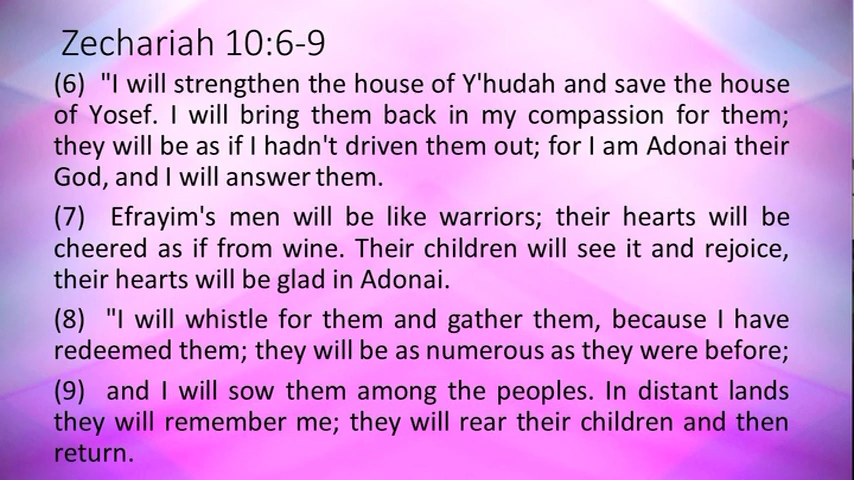 Zechariah 10:6-9
(6) "I will strengthen the house of Y'hudah and save the house
of Yosef. I will bring them back in my compassion for them;
they will be as if I hadn't driven them out; for I am Adonai their
God, and I will answer them.
(7) Efrayim's men will be like warriors; their hearts will be
cheered as if from wine. Their children will see it and rejoice,
their hearts will be glad in Adonai.
(8) "I will whistle for them and gather them, because I have
redeemed them; they will be as numerous as they were before;
(9) and I will sow them among the peoples. In distant lands
they will remember me; they will rear their children and then
return.